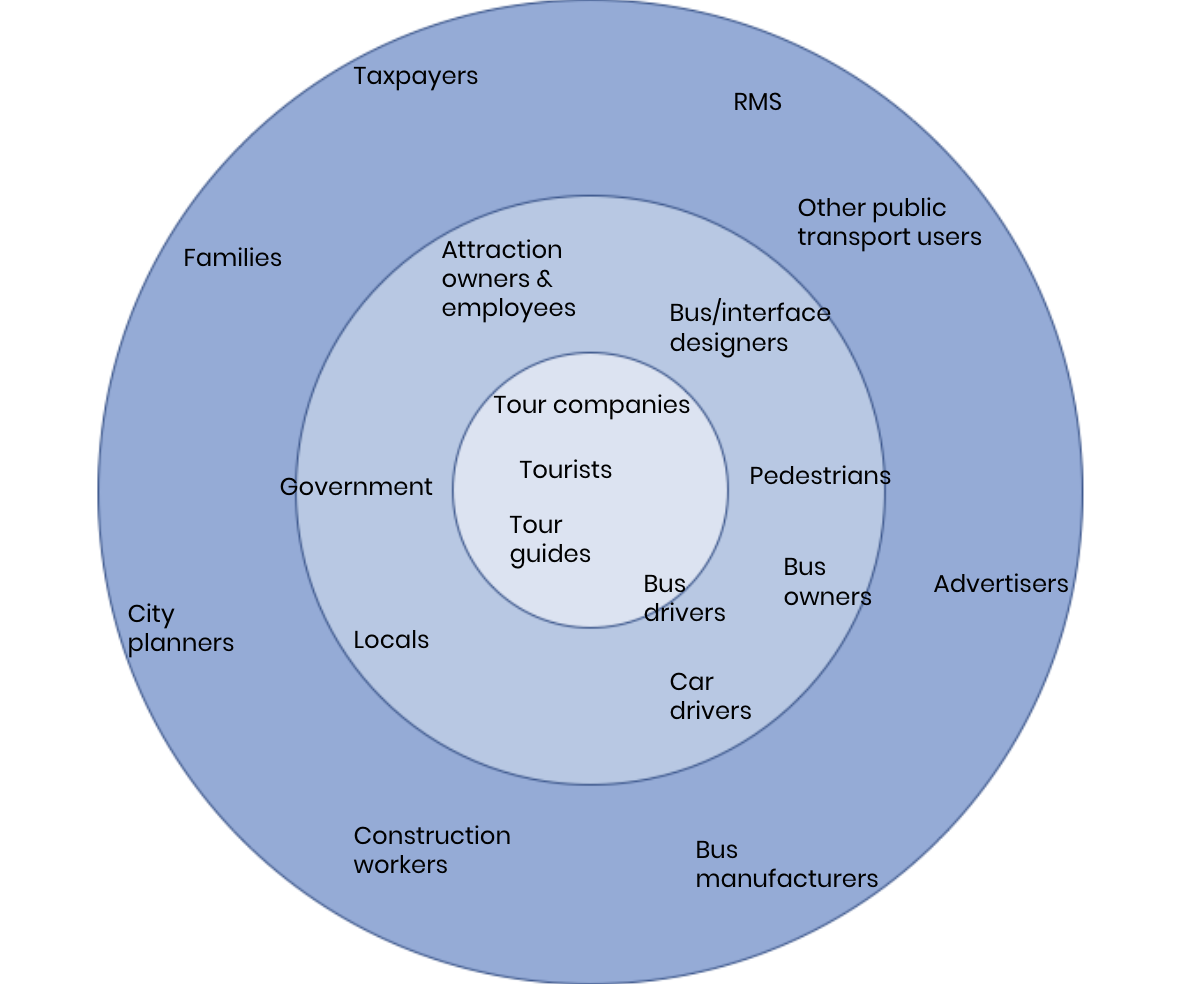 Taxpayers
RMS
Other public
transport users
Families
Attraction
owners &
employees
Bus/interface
designers
Tour companies
Tourists
Pedestrians
Government
Tour
guides
Bus
drivers
Bus
owners
Advertisers
City
planners
Locals
Car
drivers
Construction
workers
Bus
manufacturers